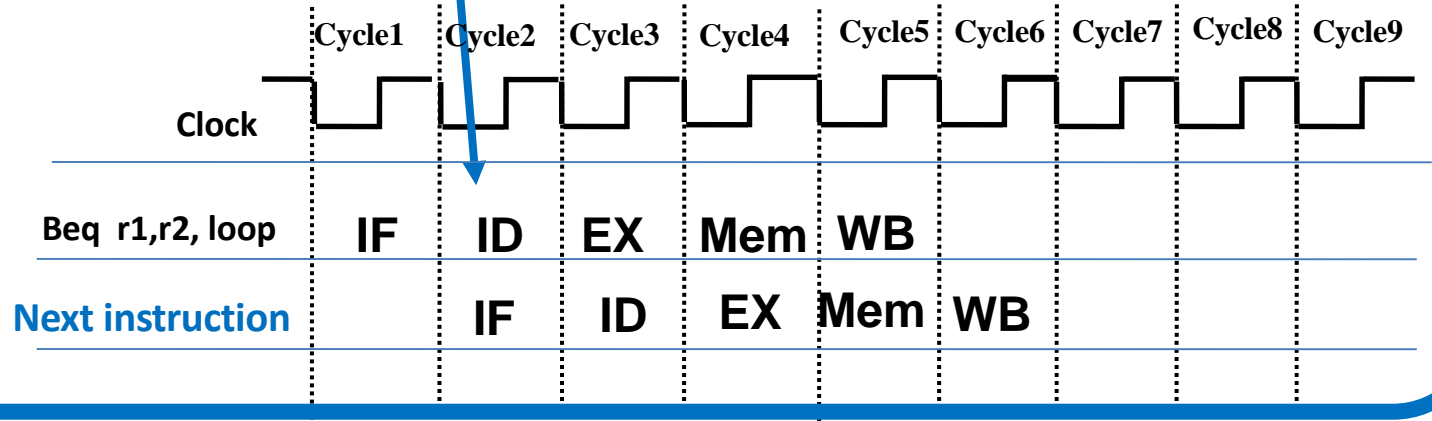 Cycle1 Cycle2 Cycle3 Cycle4 Cycle5 Cycle6 Cycle7 Cycle8 Cycle9
Clock
Beq r1,r2, loop IF ID EX Mem WB
Next instruction IF ID EX Mem WB